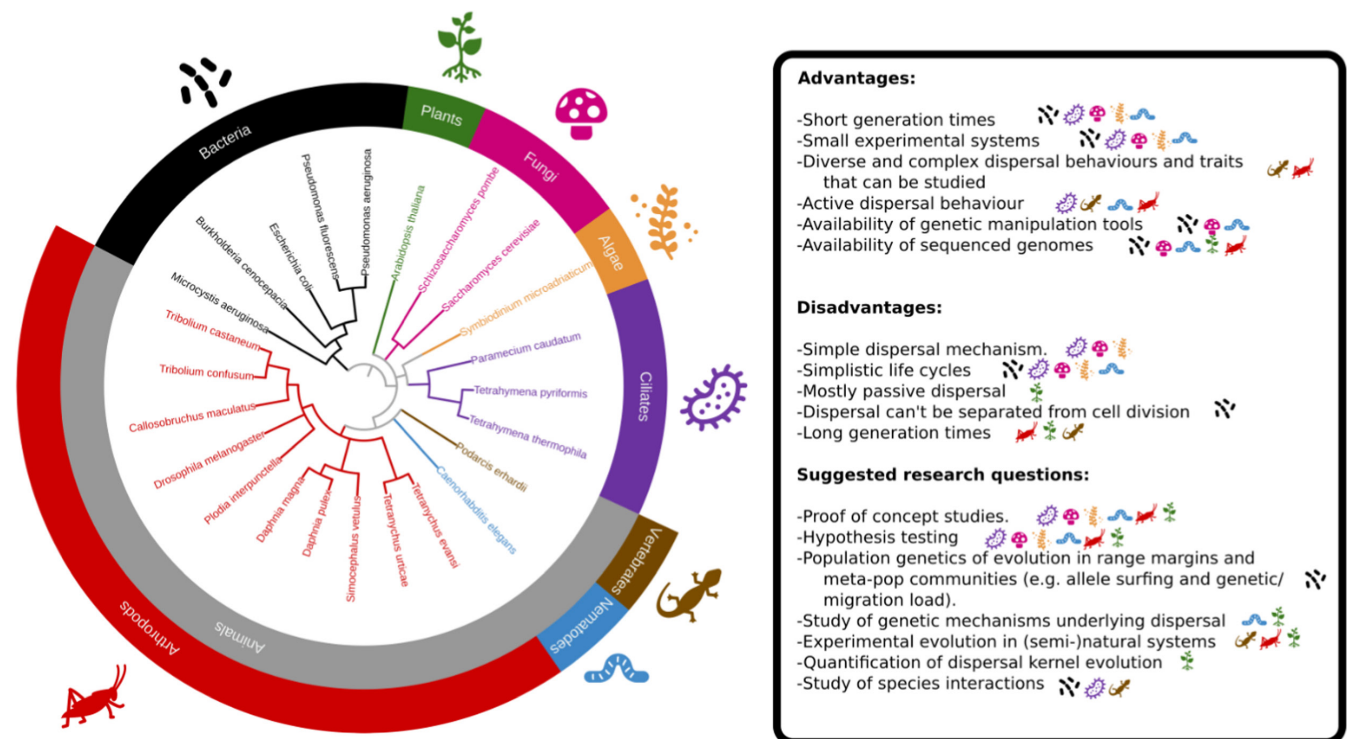 Bacteria
Plants
Fungi
Algae
Ciliates
Vertebrates
Nematodes
Arthropods
Animals
Pseudomonas aeruginosa
Pseudomonas fluorescens
Escherichia coli
Burkholderia cenocepacia
Microcystis aeruginosa
Arabidopsis thaliana
Schizosaccharomyces pombe
Saccharomyces cerevisiae
Symbiodinium microadriaticum
Paramecium caudatum
Tetrahymena pyriformis
Tetrahymena thermophila
Podarcis erhardii
Caenorhabditis elegans
Tetranychus evansi
Tetranychus urticae
Simocephalus vetulus
Daphnia pulex
Daphnia magna
Plodia interpunctella
Drosophila melanogaster
Callosobruchus maculatus
Tribolium confusum
Tribolium castaneum
Advantages:
-Short generation times
-Small experimental systems
-Diverse and complex dispersal behaviours and traits
that can be studied
-Active dispersal behaviour
-Availability of genetic manipulation tools
-Availability of sequenced genomes
Disadvantages:
-Simple dispersal mechanism.
-Simplistic life cycles
-Mostly passive dispersal
-Dispersal can't be separated from cell division
-Long generation times
Suggested research questions:
-Proof of concept studies.
-Hypothesis testing
-Population genetics of evolution in range margins and
meta-pop communities (e.g. allele surfing and genetic/
migration load).
-Study of genetic mechanisms underlying dispersal
-Experimental evolution in (semi-)natural systems
-Quantification of dispersal kernel evolution
-Study of species interactions